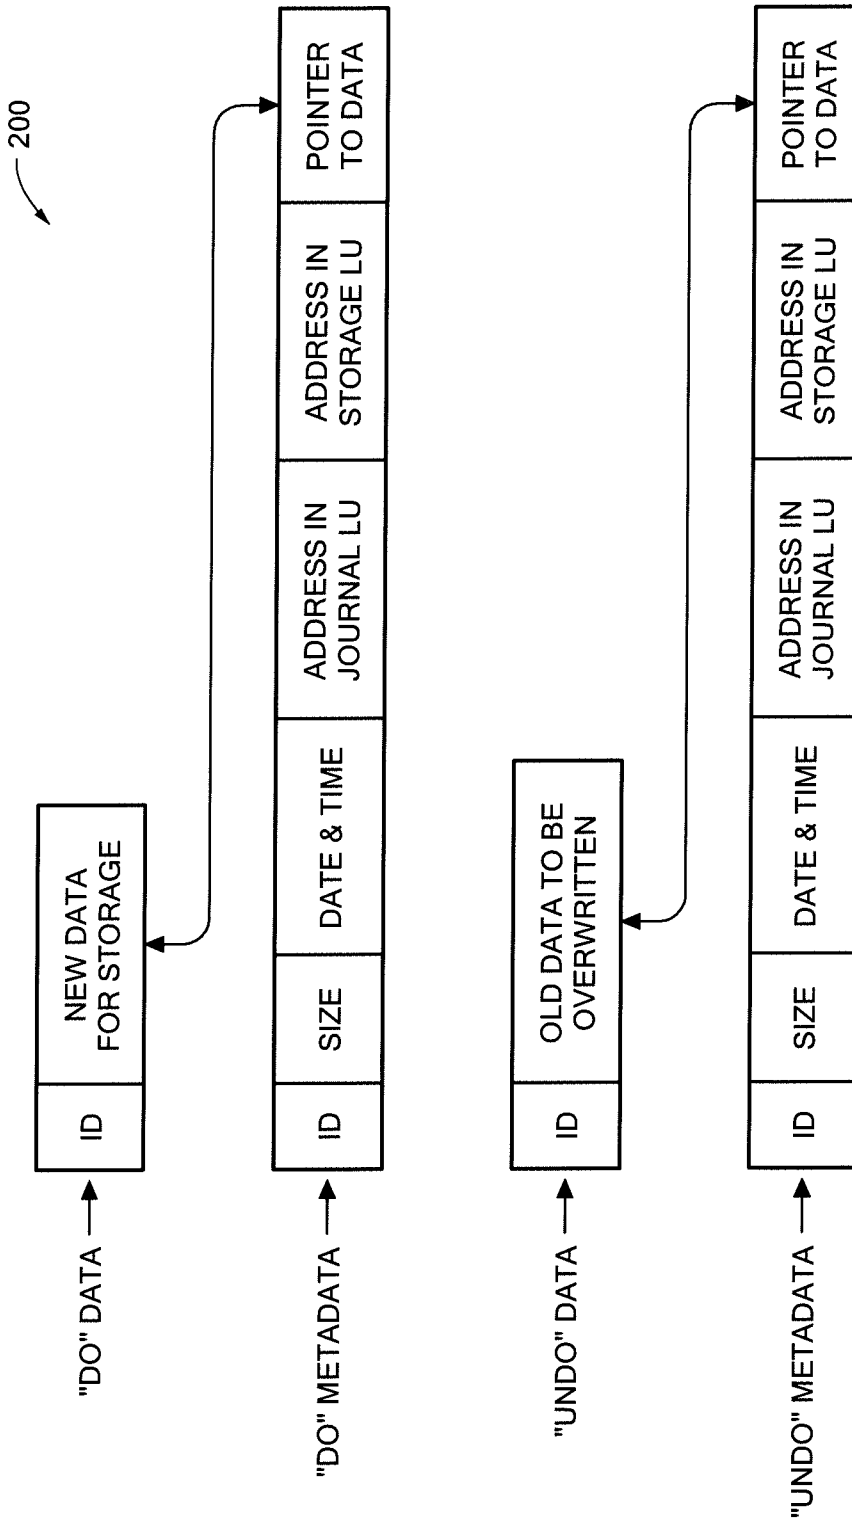 200
"DO" DATA
ID
NEW DATA
FOR STORAGE
"DO" METADATA
ID
SIZE
DATE & TIME
ADDRESS IN
JOURNAL LU
ADDRESS IN
STORAGE LU
POINTER
TO DATA
"UNDO" DATA
ID
OLD DATA TO BE
OVERWRITTEN
"UNDO" METADATA
ID
SIZE
DATE & TIME
ADDRESS IN
JOURNAL LU
ADDRESS IN
STORAGE LU
POINTER
TO DATA